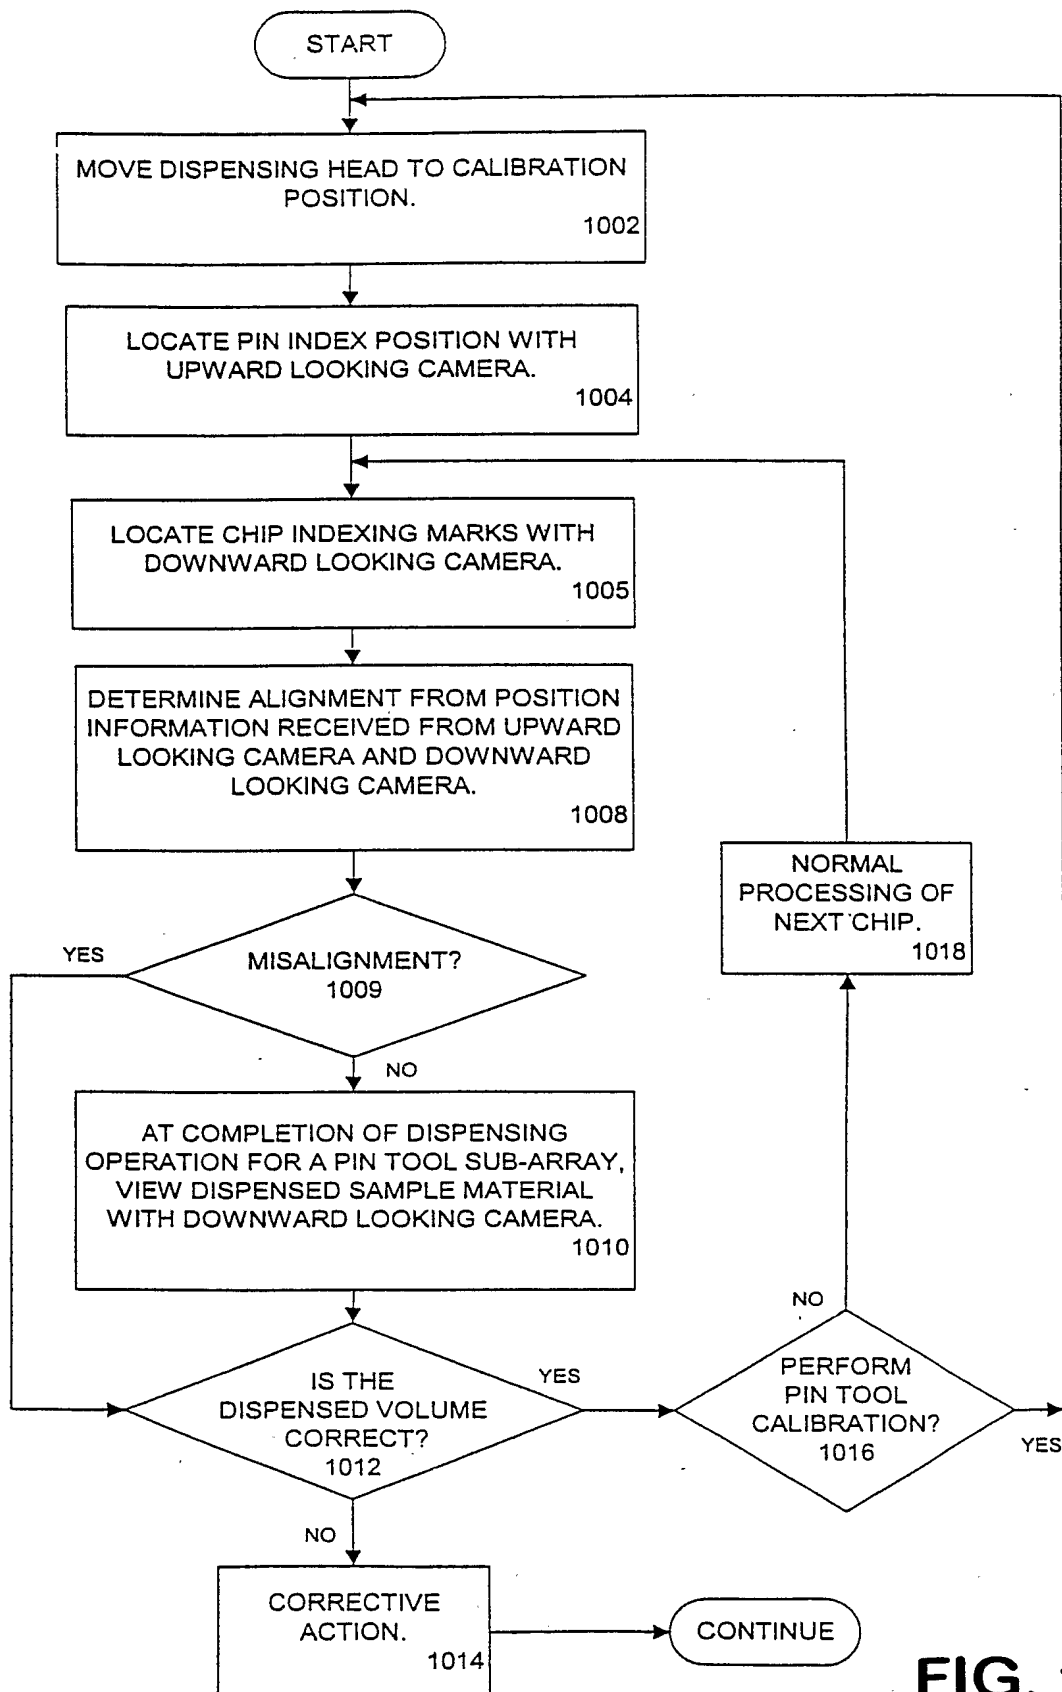 START
MOVE DISPENSING HEAD TO CALIBRATION
POSITION.
1002
LOCATE PIN INDEX POSITION WITH
UPWARD LOOKING CAMERA.
1004
LOCATE CHIP INDEXING MARKS WITH
DOWNWARD LOOKING CAMERA.
1005
DETERMINE ALIGNMENT FROM POSITION
INFORMATION RECEIVED FROM UPWARD
LOOKING CAMERA AND DOWNWARD
LOOKING CAMERA.
1008
NORMAL
PROCESSING OF
NEXT CHIP.
1018
YES
MISALIGNMENT?
1009
NO
AT COMPLETION OF DISPENSING
OPERATION FOR A PIN TOOL SUB-ARRAY,
VIEW DISPENSED SAMPLE MATERIAL
WITH DOWNWARD LOOKING CAMERA.
1010
IS THE
DISPENSED VOLUME
CORRECT?
1012
YES
NO
PERFORM
PIN TOOL
CALIBRATION?
1016
YES
NO
CORRECTIVE
ACTION.
1014
CONTINUE
FIG.